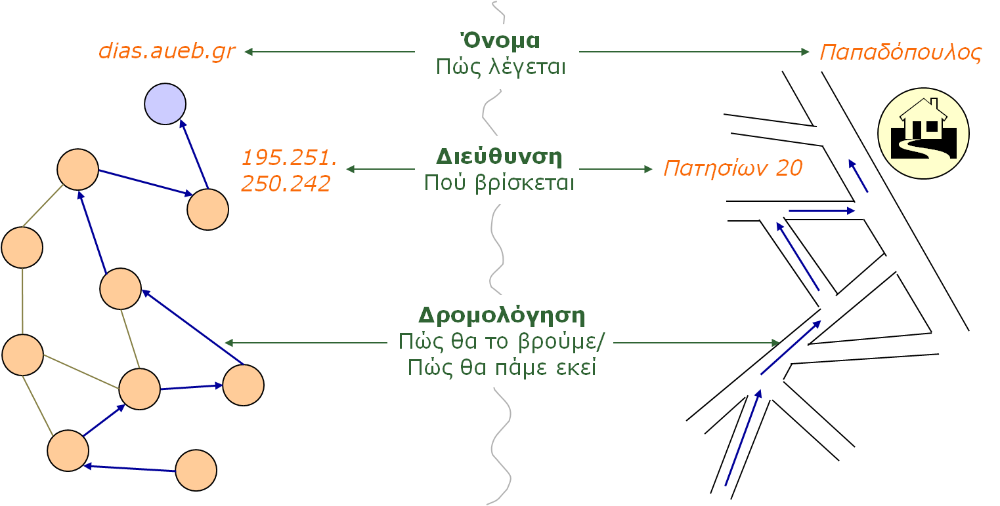 dias.aueb.gr
Όνομα
Πώς λέγεται
Παπαδόπουλος
195.251.
250.242
Διεύθυνση
Πού βρίσκεται
Πατησίων 20
Δρομολόγηση
Πώς θα το βρούμε/
Πώς θα πάμε εκεί